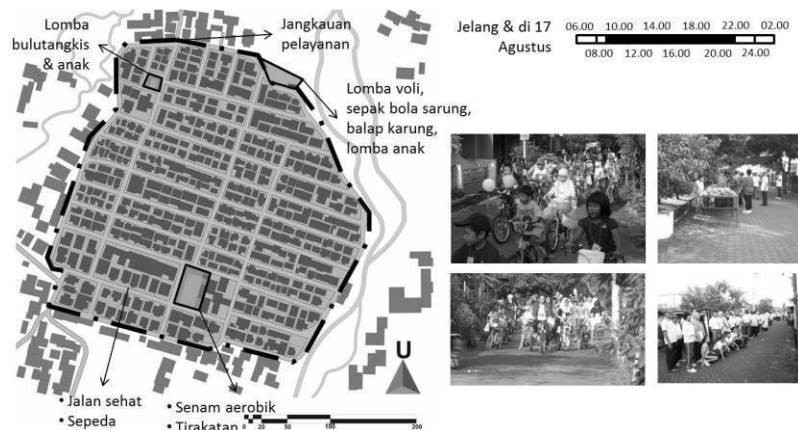 Lomba
bulutangkis
& anak
Jangkauan
pelayanan
Lomba voli,
sepak bola sarung,
balap karung,
lomba anak
U
• Jalan sehat
• Sepeda
• Senam aerobik
• Tirakatan
0 20 50 100 200
Jelang & di 17
Agustus
06.00 10.00 14.00 18.00 22.00 02.00
08.00 12.00 16.00 20.00 24.00